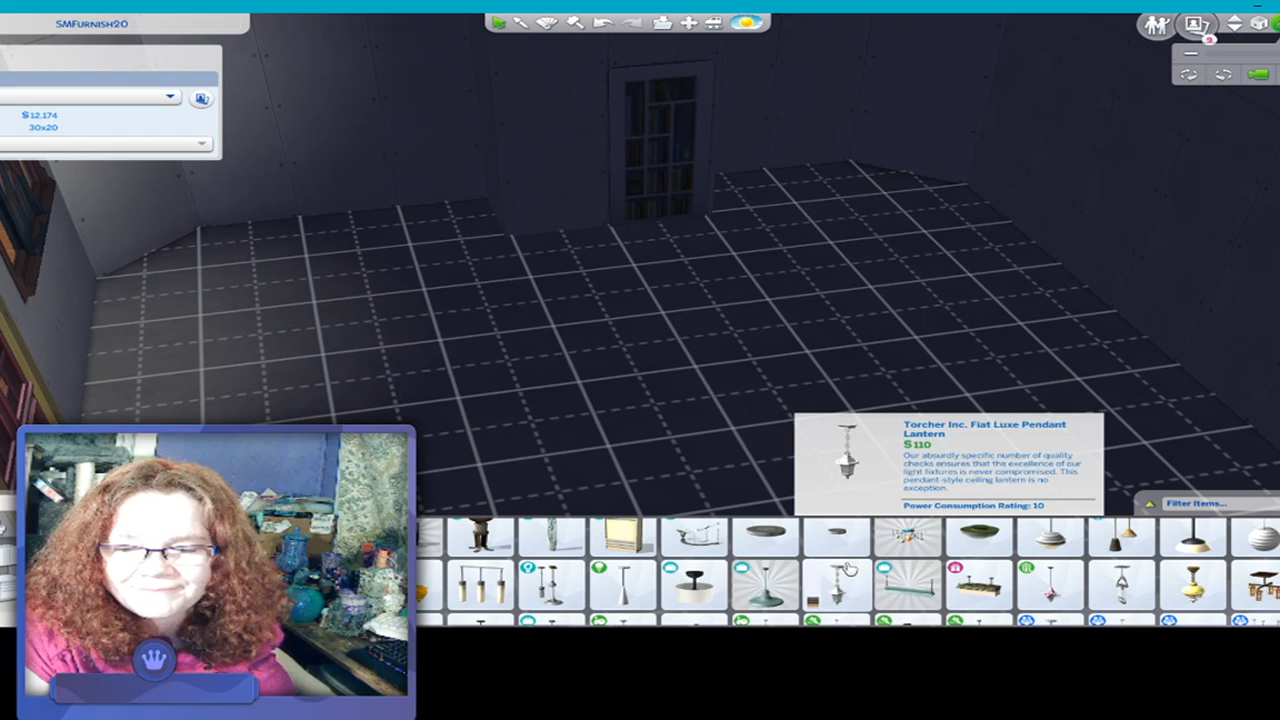 SMFurnish20
§12,174
30x20
9
Torcher Inc. Fiat Luxe Pendant
Lantern
§110
Our absurdly specific number of quality
checks ensures that the excellence of our
light fixtures is never compromised. This
pendant-style ceiling lantern is no
exception.
Power Consumption Rating: 10
Filter Items...